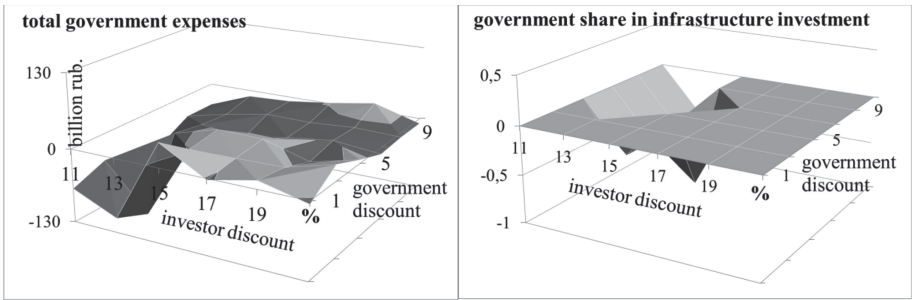 total government expenses
billion rub.
130
0
-130
11
13
15
17
19
%
1
5
9
investor discount
government
discount
government share in infrastructure investment
0,5
0
-0,5
-1
11
13
15
17
19
%
1
5
9
investor discount
government
discount